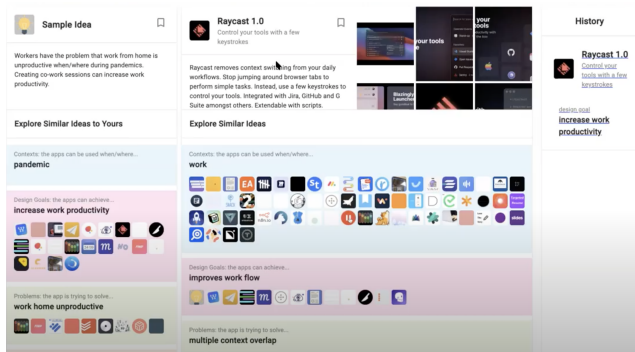 Sample Idea
Workers have the problem that work from home is
unproductive when/where during pandemics.
Creating co-work sessions can increase work
productivity.
Explore Similar Ideas to Yours
Contexts: the apps can be used when/where...
pandemic
Design Goals: the apps can achieve...
increase work productivity
Problems: the app is trying to solve...
work home unproductive
Raycast 1.0
Control your tools with a few
keystrokes
Raycast removes context switching from your daily
workflows. Stop jumping around browser tabs to
perform simple tasks. Instead, use a few keystrokes to
control your tools. Integrated with Jira, GitHub and G
Suite amongst others. Extendable with scripts.
your tools
your
tools
Blazingly
Explore Similar Ideas
Contexts: the apps can be used when/where...
work
EA
St
Design Goals: the apps can achieve...
improves work flow
Problems: the app is trying to solve...
multiple context overlap
History
Raycast 1.0
Control your
tools with a few
keystrokes
design goal
increase work
productivity